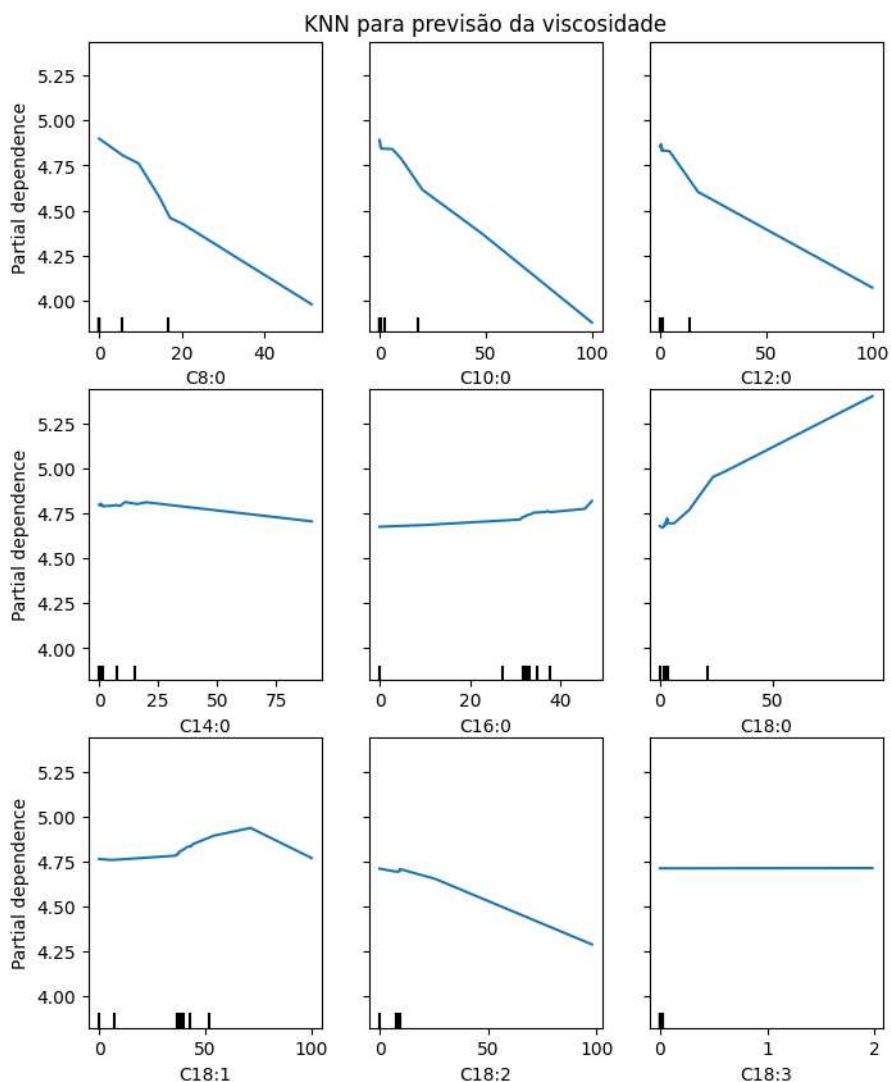 KNN para previsão da viscosidade
Partial dependence
5.25
5.00
4.75
4.50
4.25
4.00
0 20 40
C8:0
0 50 100
C10:0
0 50 100
C12:0
Partial dependence
5.25
5.00
4.75
4.50
4.25
4.00
0 25 50 75
C14:0
0 20 40
C16:0
0 50
C18:0
Partial dependence
5.25
5.00
4.75
4.50
4.25
4.00
0 50 100
C18:1
0 50 100
C18:2
0 1 2
C18:3